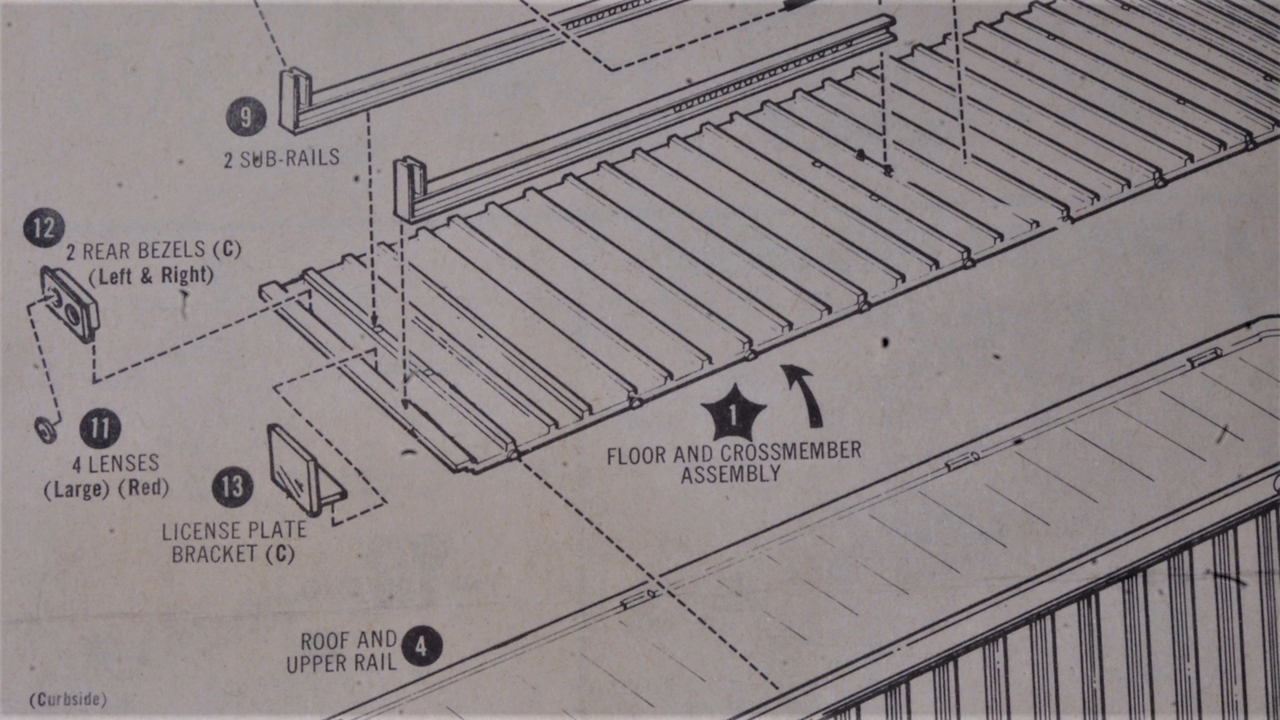 9
2 SUB-RAILS
12
2 REAR BEZELS (C)
(Left & Right)
11
4 LENSES
(Large) (Red)
13
LICENSE PLATE
BRACKET (C)
1
FLOOR AND CROSSMEMBER
ASSEMBLY
ROOF AND
UPPER RAIL
4
(Curbside)